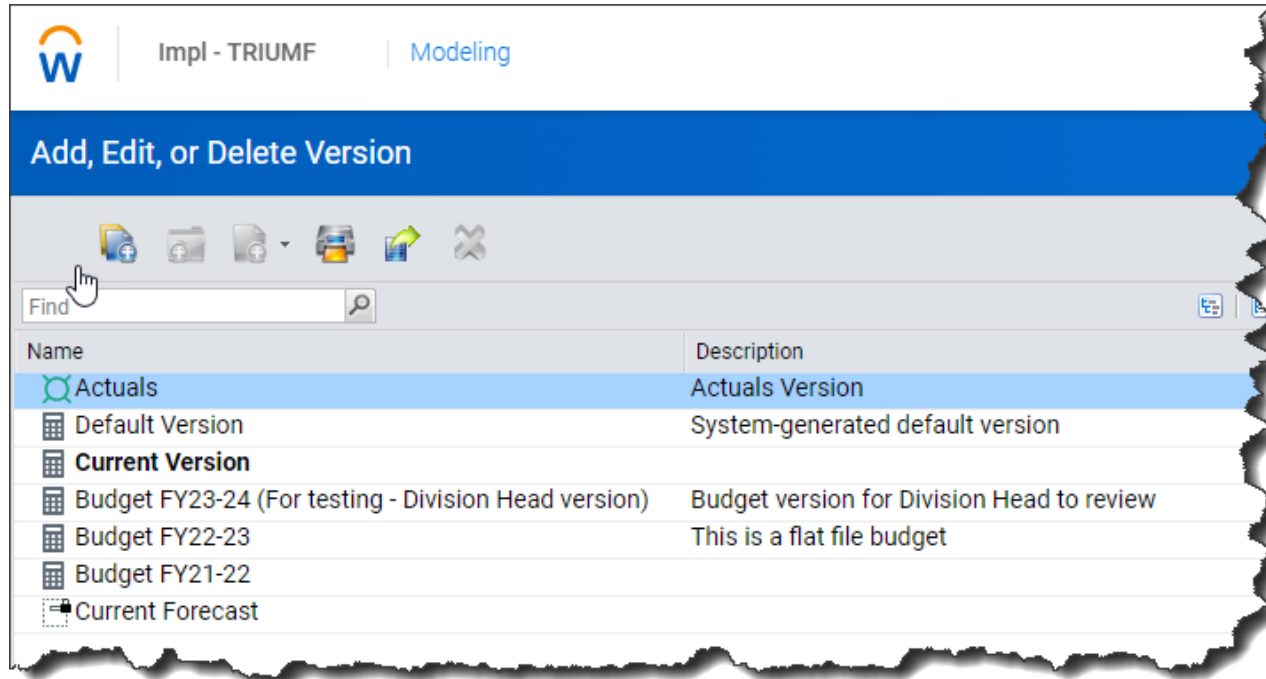 W Impl - TRIUMF Modeling
Add, Edit, or Delete Version
Find
Name Description
Actuals Actuals Version
Default Version System-generated default version
Current Version
Budget FY23-24 (For testing - Division Head version) Budget version for Division Head to review
Budget FY22-23 This is a flat file budget
Budget FY21-22
Current Forecast